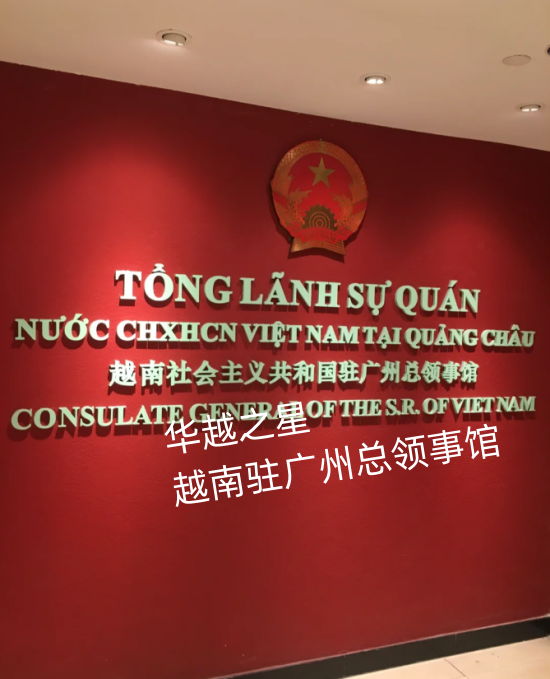 TỔNG LÃNH SỰ QUÁN
NƯỚC CHXHCN VIỆT NAM TẠI QUẢNG CHÂU
越南社会主义共和国驻广州总领事馆
CONSULATE GENERAL OF THE S.R. OF VIET NAM
华越之星
越南驻广州总领事馆